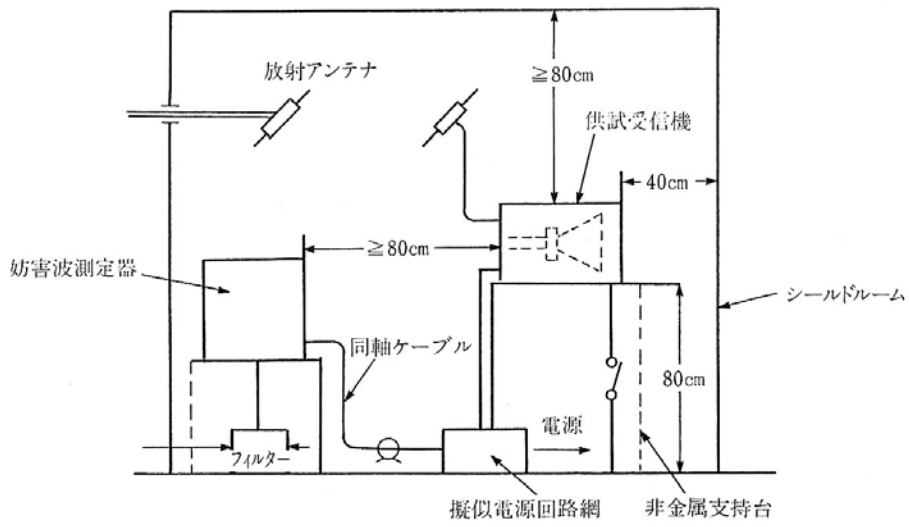 放射アンテナ
≧80cm
供試受信機
40cm
≧80cm
妨害波測定器
シールドルーム
同軸ケーブル
80cm
電源
フィルター
擬似電源回路網
非金属支持台